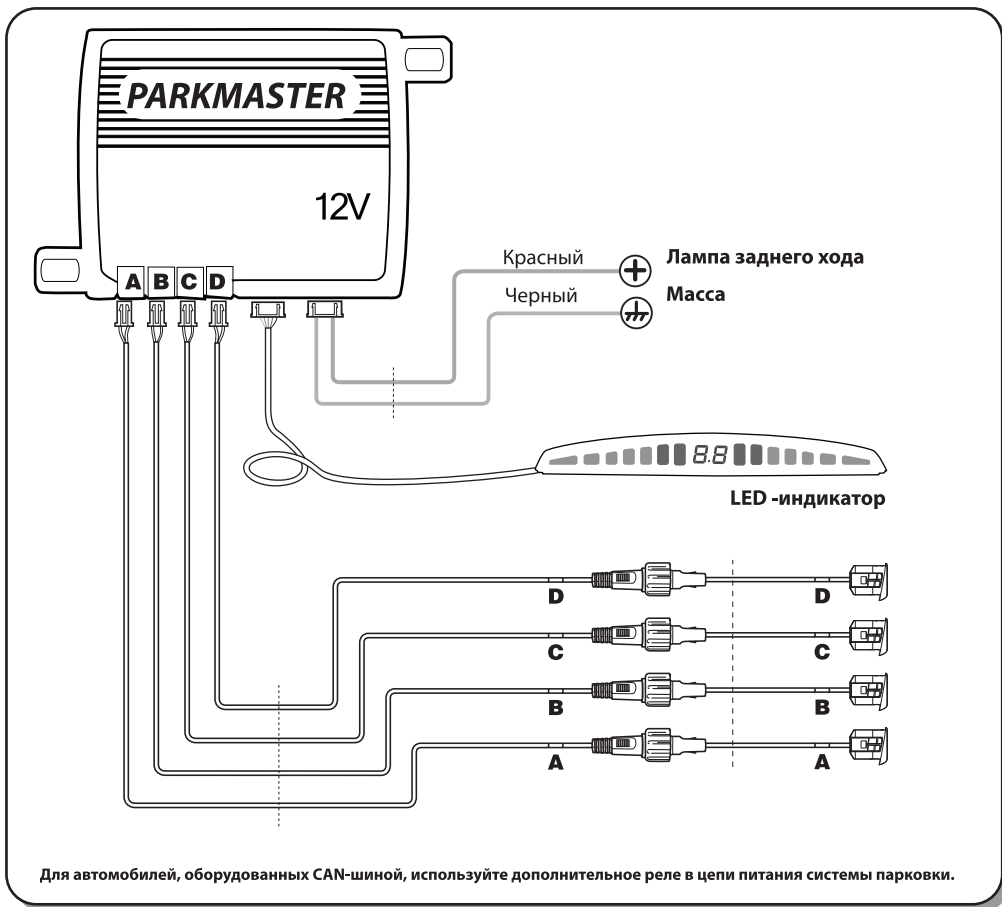 PARKMASTER
12V
A B C D
Красный
Лампа заднего хода
Черный
Масса
8.8
LED -индикатор
D D
C C
B B
A A
Для автомобилей, оборудованных CAN-шиной, используйте дополнительное реле в цепи питания системы парковки.